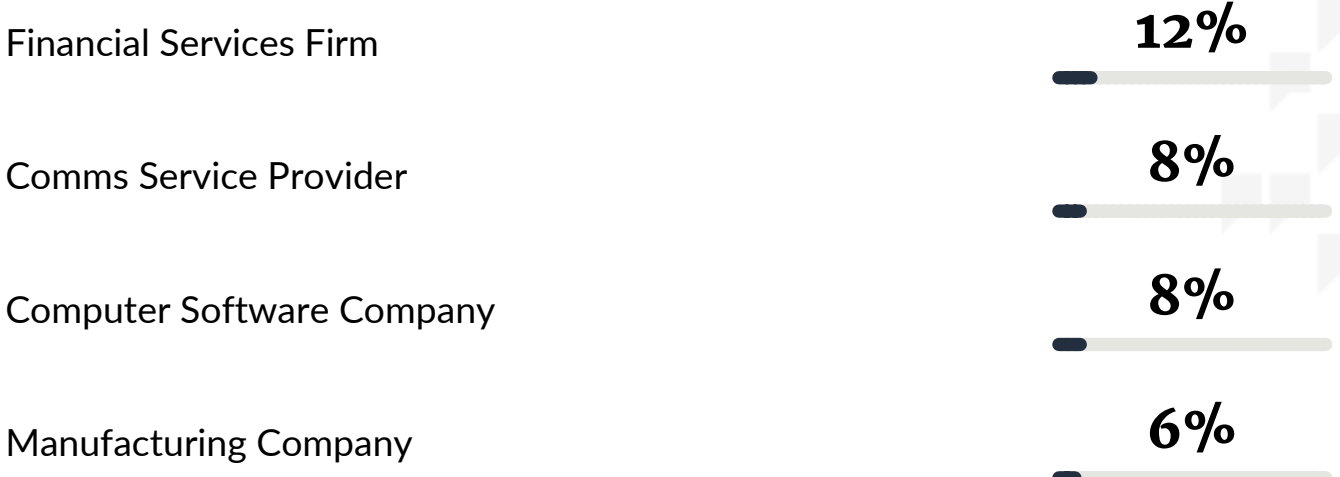 Financial Services Firm
12%
Comms Service Provider
8%
Computer Software Company
8%
Manufacturing Company
6%